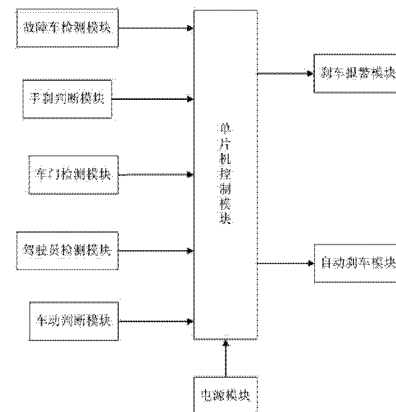 故障车检测模块
手刹判断模块
车门检测模块
驾驶员检测模块
车动判断模块
单片机控制模块
刹车报警模块
自动刹车模块
电源模块